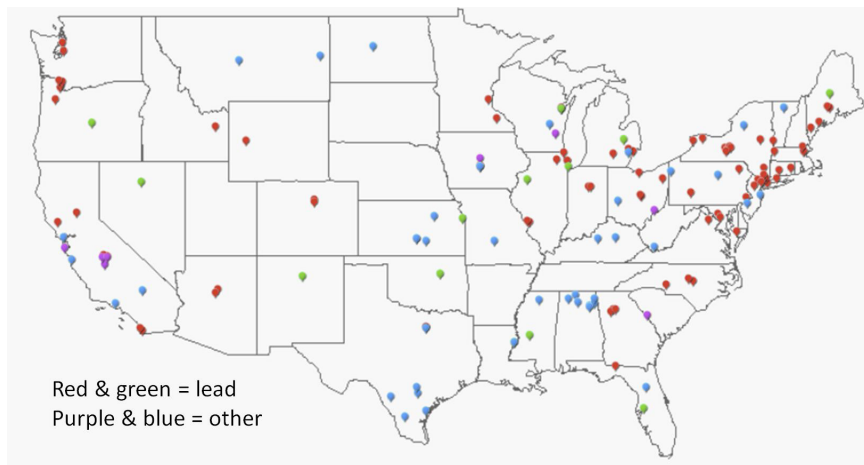 Red & green = lead
Purple & blue = other